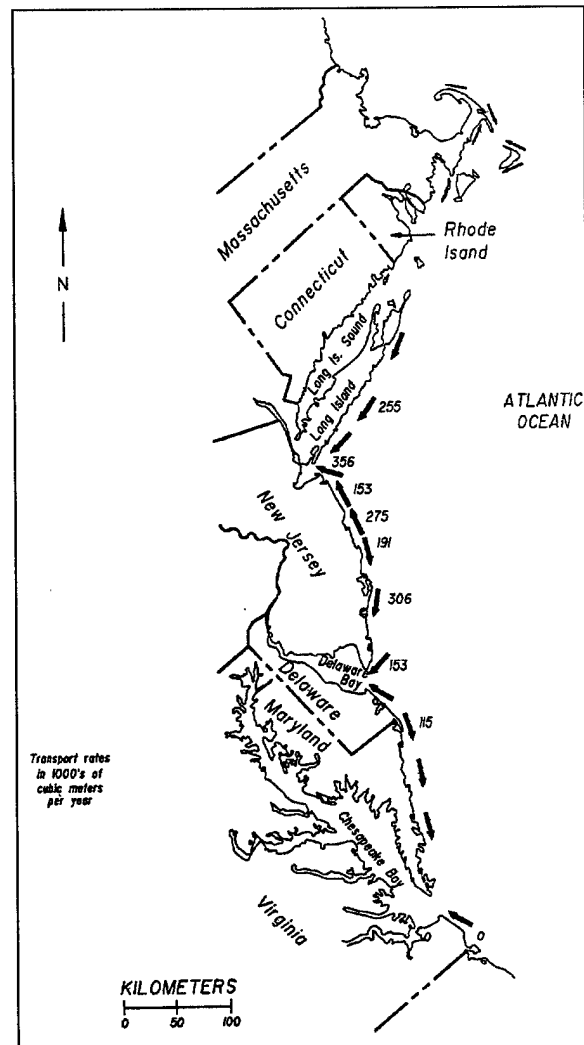 Massachusetts
Rhode
Island
N
Connecticut
Long Is. Sound
Long Island
255
ATLANTIC
OCEAN
356
153
275
191
New Jersey
306
153
Delaware
Bay
Delaware
115
Maryland
Transport rates
in 1000's of
cubic meters
per year
Chesapeake Bay
Virginia
0
KILOMETERS
0 50 100